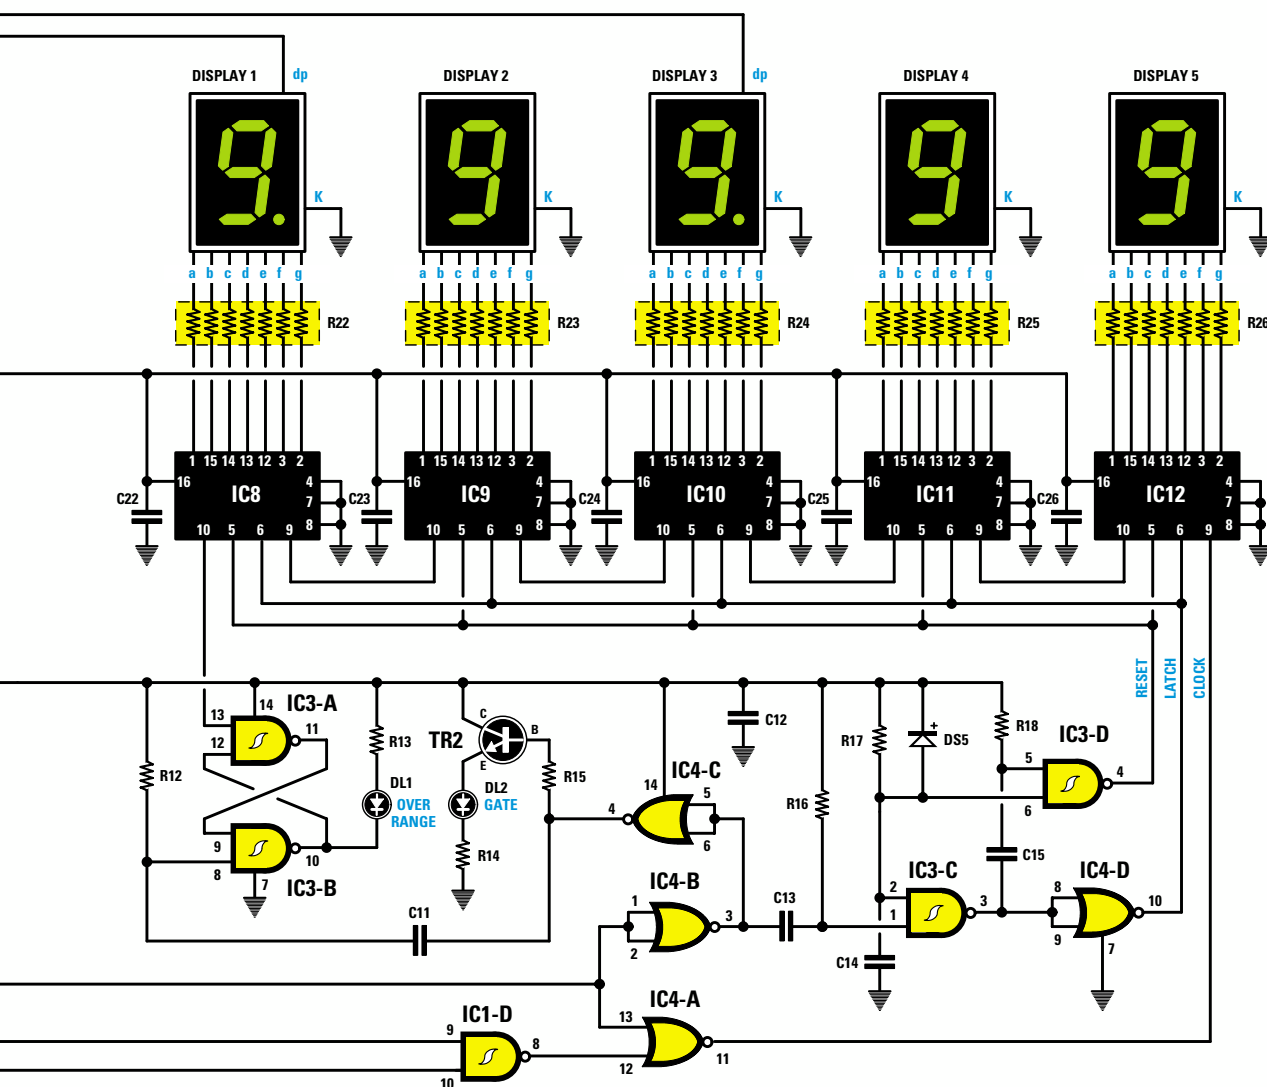 DISPLAY 1 dp DISPLAY 2 DISPLAY 3 dp DISPLAY 4 DISPLAY 5
9. 9 9. 9 9
K K K K K
a b c d e f g a b c d e f g a b c d e f g a b c d e f g a b c d e f g
R22 R23 R24 R25 R26
1 15 14 13 12 3 2 1 15 14 13 12 3 2 1 15 14 13 12 3 2 1 15 14 13 12 3 2 1 15 14 13 12 3 2
16 4 16 4 16 4 16 4 16 4
C22 IC8 7 C23 IC9 7 C24 IC10 7 C25 IC11 7 C26 IC12 7
10 5 6 9 8 10 5 6 9 8 10 5 6 9 8 10 5 6 9 8 10 5 6 9 8
RESET
LATCH
CLOCK
14 IC3-A
13 11
12
R12
9 10
8 7 IC3-B
R13
DL1
OVER
RANGE
TR2 C B E
DL2
GATE
R14
R15
C11
IC4-C
14 5
4 6
C12
R16
IC4-B
1 3
2
C13
R17
+
DS5
R18
IC3-D
5 4
6
C15
IC3-C
2 3
1
C14
IC4-D
8 10
9 7
IC1-D
9 8
10
IC4-A
13 11
12